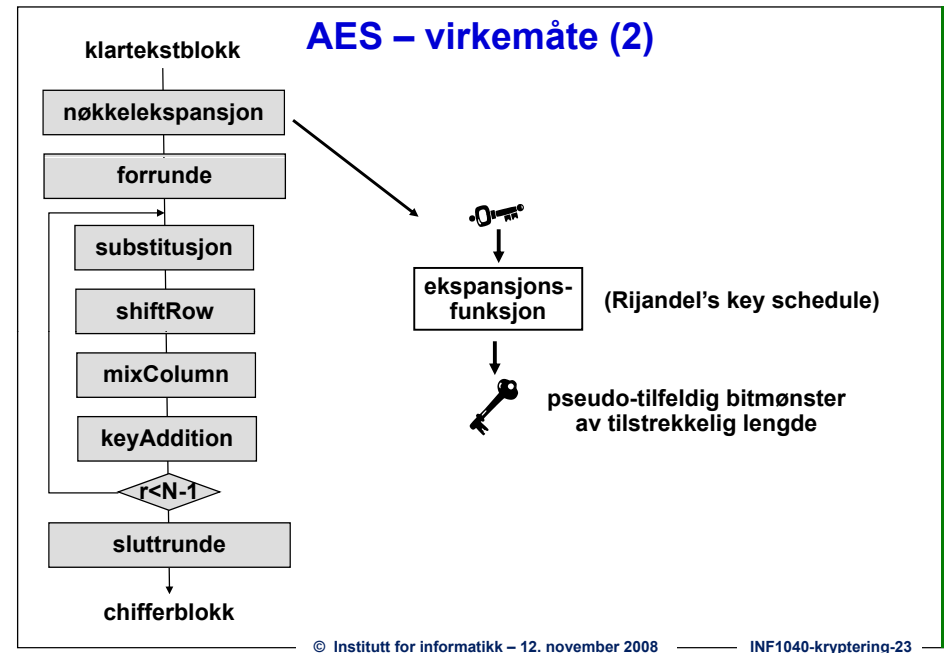 AES – virkemåte (2)
klartekstblokk
nøkkelekspansjon
forrunde
substitusjon
shiftRow
mixColumn
keyAddition
r<N-1
sluttrunde
chifferblokk
ekspansjons-
funksjon
(Rijandel's key schedule)
pseudo-tilfeldig bitmønster
av tilstrekkelig lengde
© Institutt for informatikk – 12. november 2008
INF1040-kryptering-23